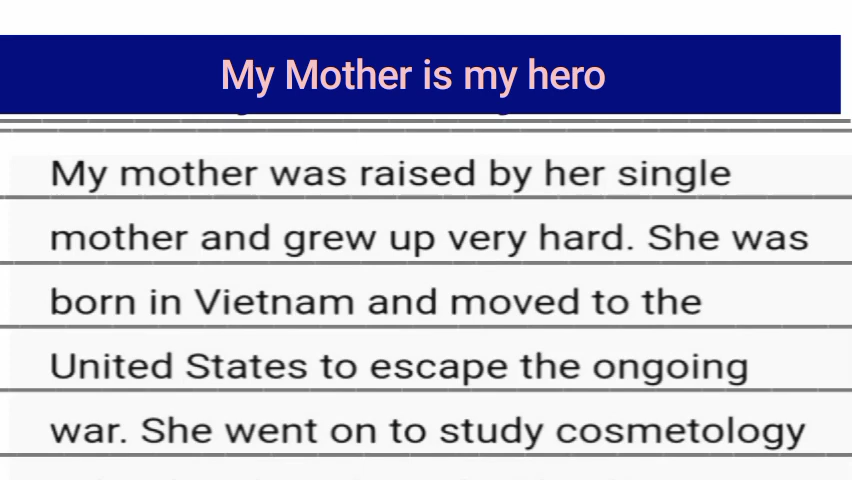 My Mother is my hero
My mother was raised by her single
mother and grew up very hard. She was
born in Vietnam and moved to the
United States to escape the ongoing
war. She went on to study cosmetology